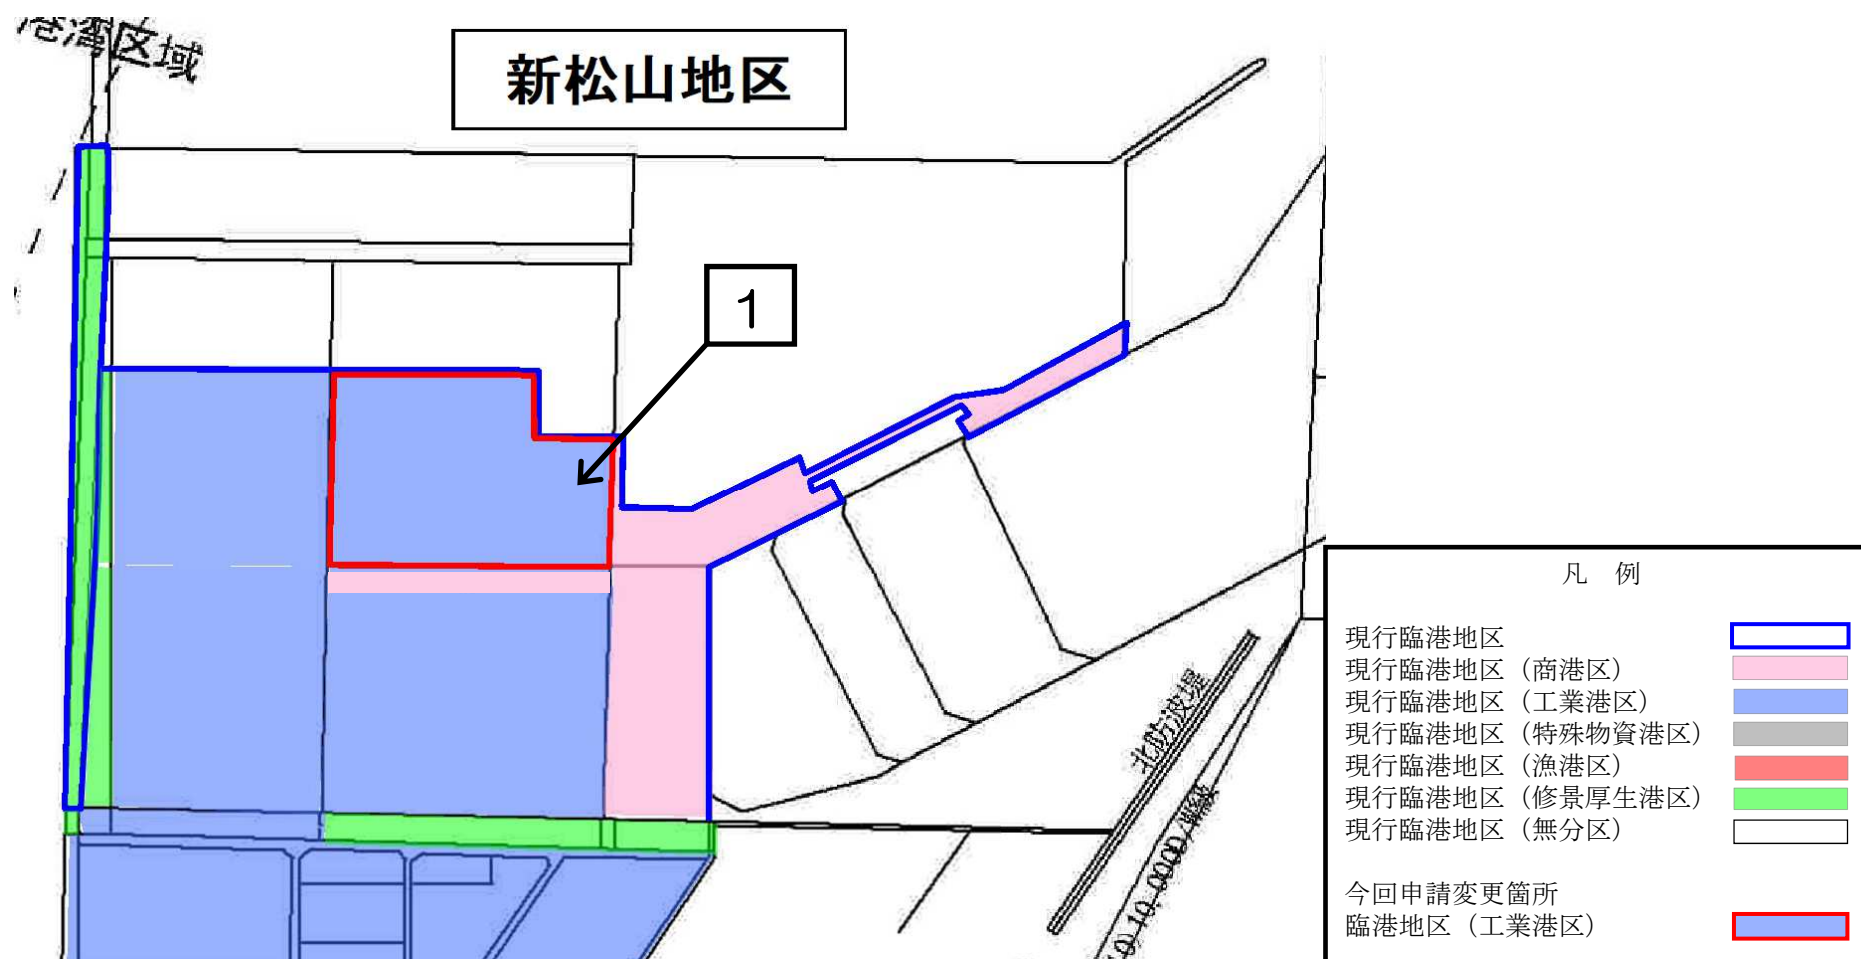 港湾区域
新松山地区
1
北防波堤
凡 例
現行臨港地区
現行臨港地区（商港区）
現行臨港地区（工業港区）
現行臨港地区（特殊物資港区）
現行臨港地区（漁港区）
現行臨港地区（修景厚生港区）
現行臨港地区（無分区）
今回申請変更箇所
臨港地区（工業港区）